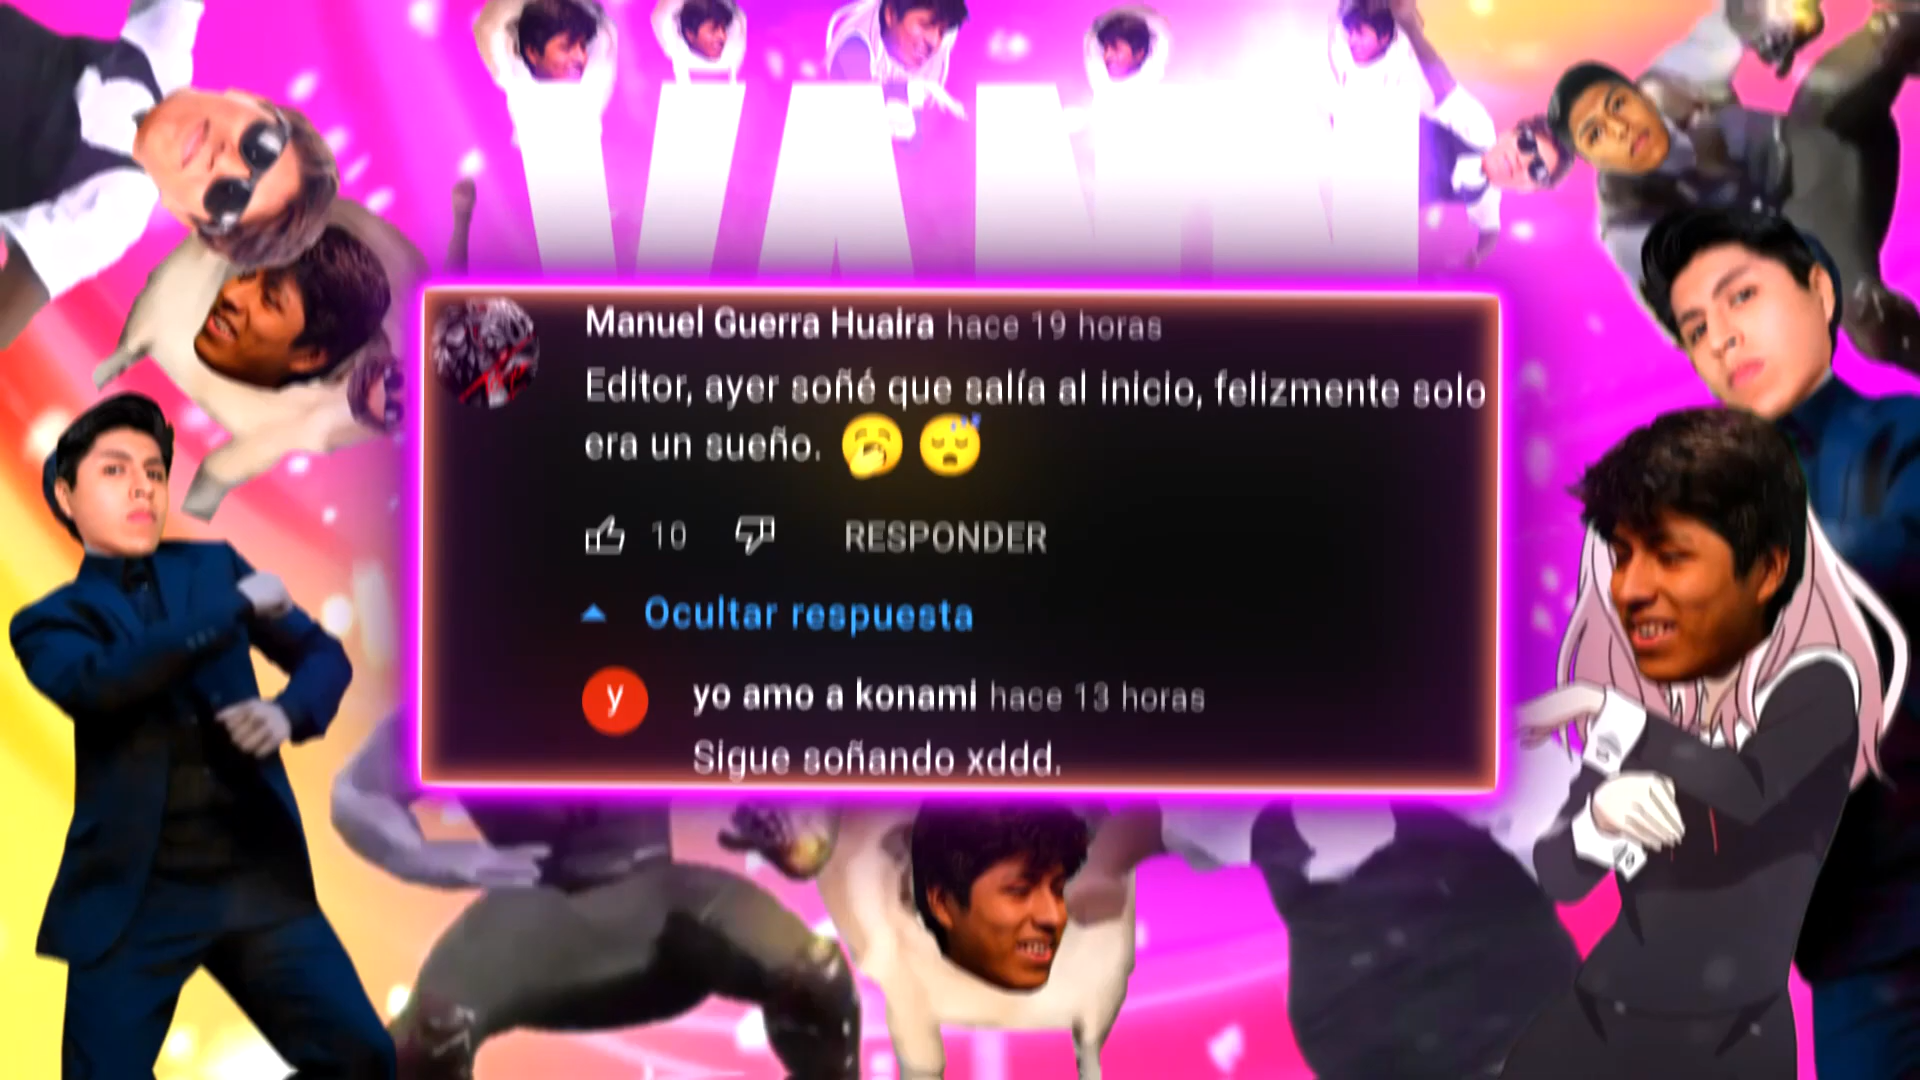 Manuel Guerra Huaira hace 19 horas
Editor, ayer soñé que salía al inicio, felizmente solo
era un sueño. 🥱 😴
10 RESPONDER
Ocultar respuesta
y
yo amo a konami hace 13 horas
Sigue soñando xddd.